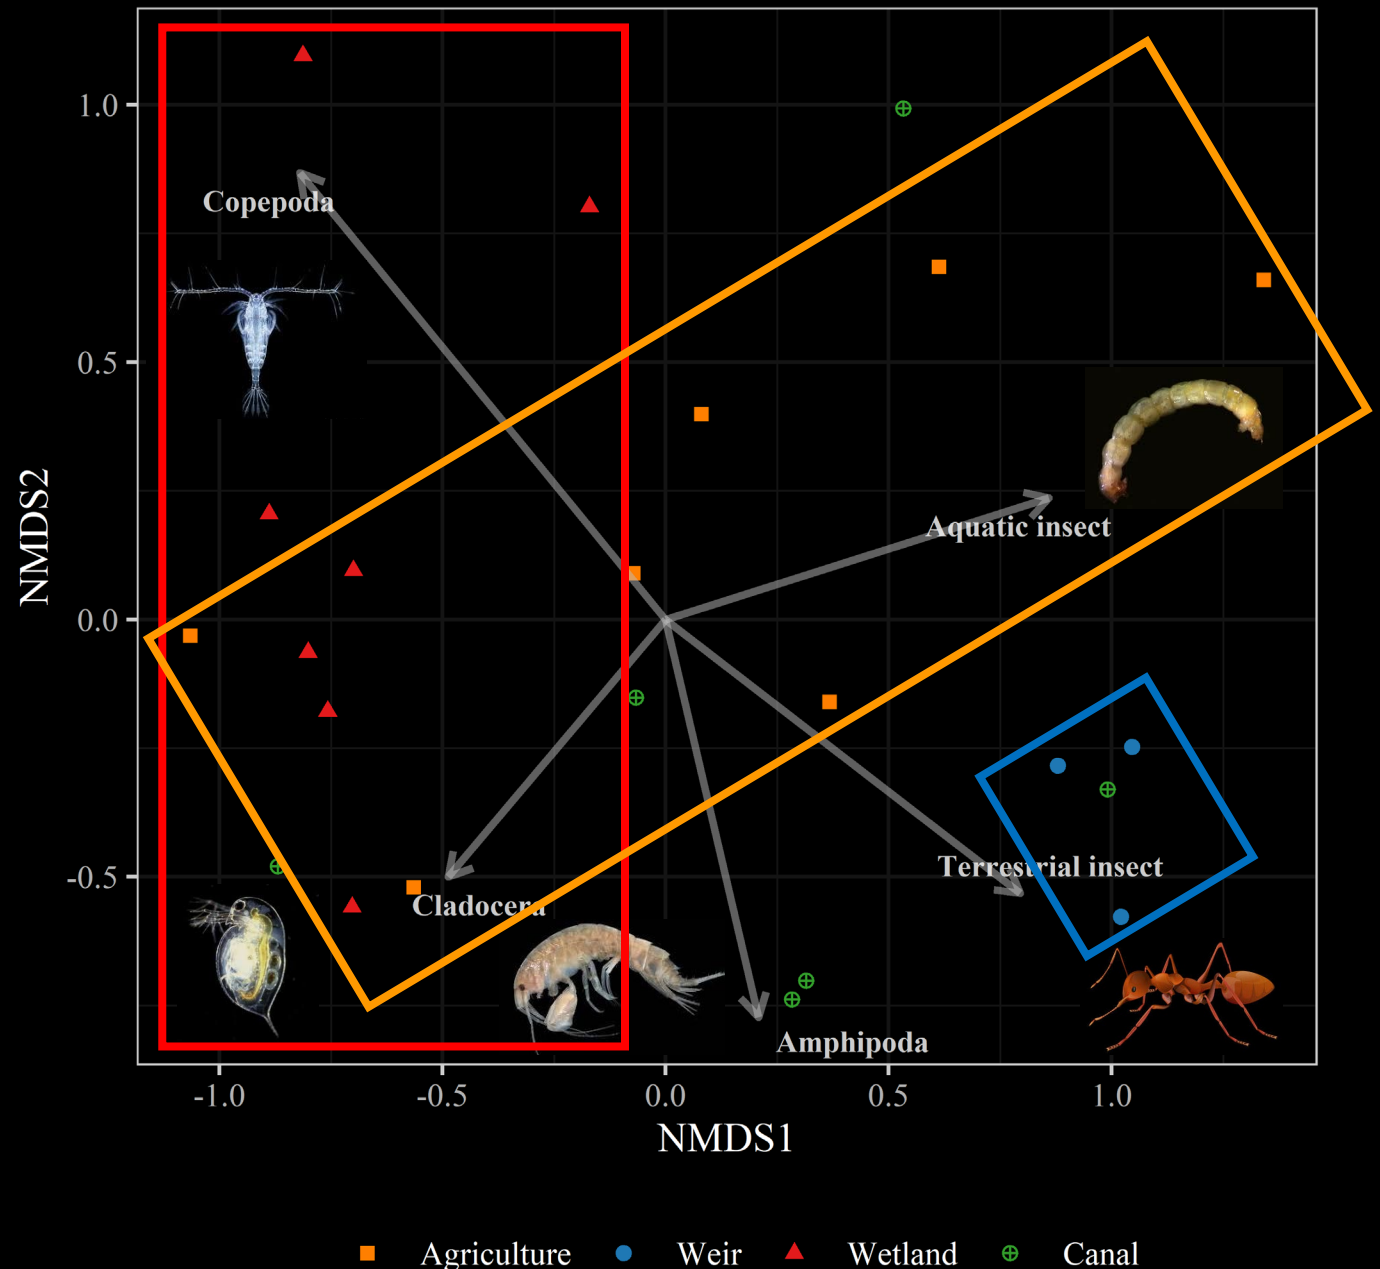 1.0
Copepoda
0.5
Aquatic insect
NMDS2
0.0
Terrestrial insect
-0.5
Cladocera
Amphipoda
-1.0 -0.5 0.0 0.5 1.0
NMDS1
Agriculture Weir Wetland Canal